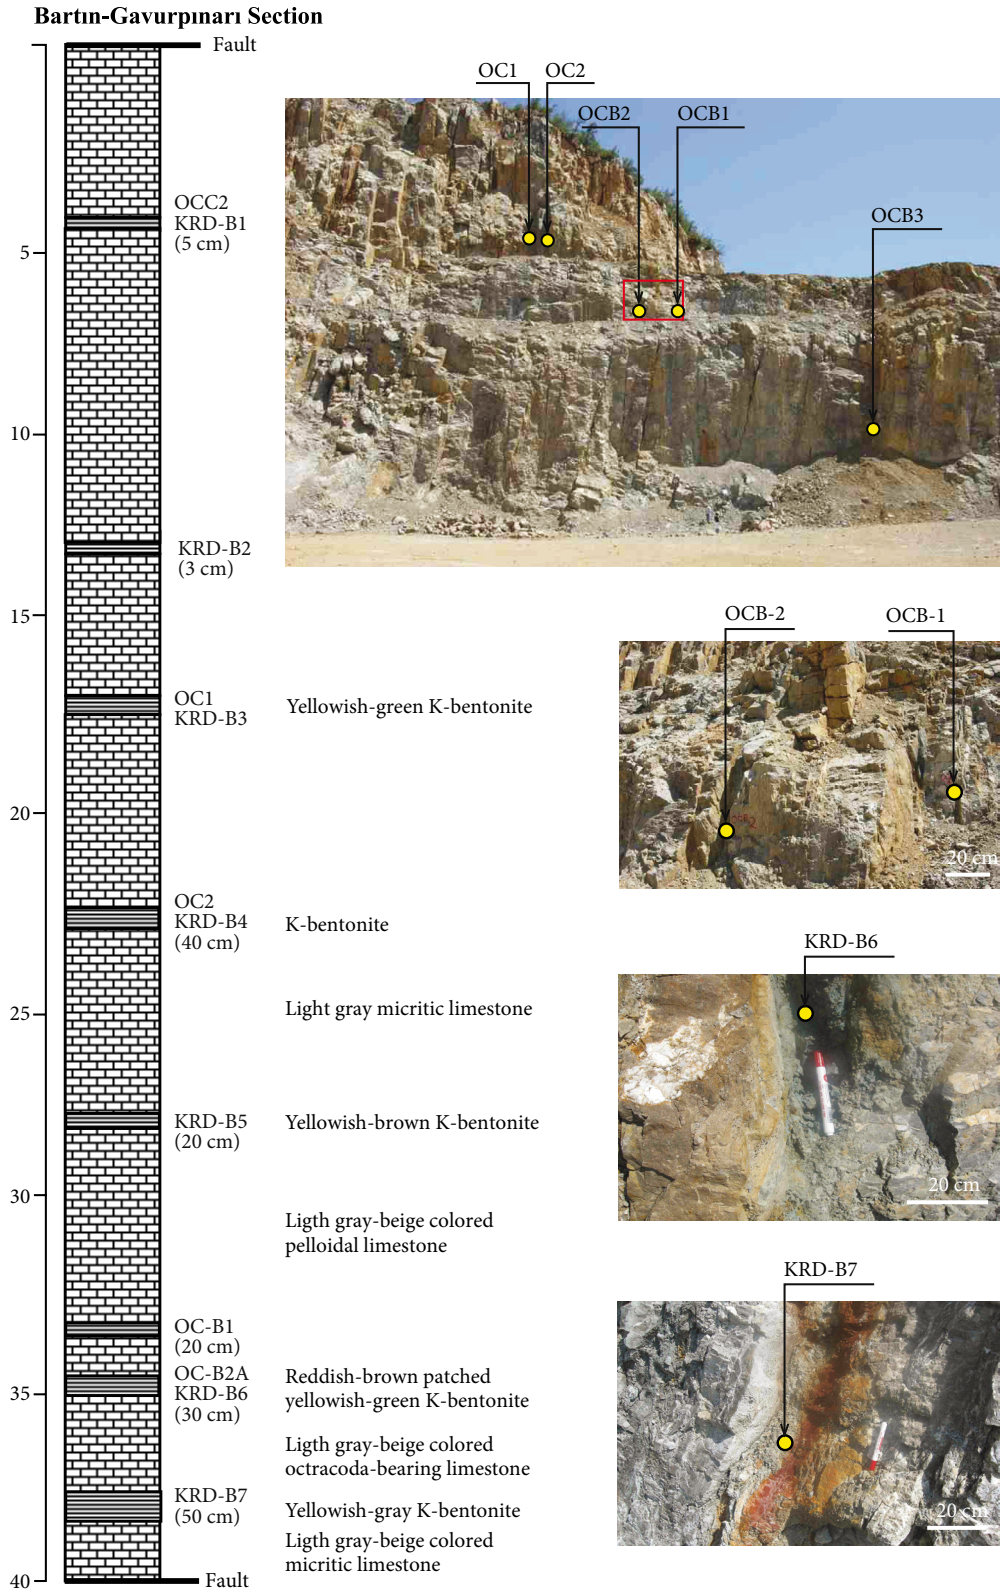 Bartın-Gavurpınarı Section
Fault
OCC2
KRD-B1
(5 cm)
5
10
KRD-B2
(3 cm)
15
OC1
KRD-B3
Yellowish-green K-bentonite
20
OC2
KRD-B4
(40 cm)
K-bentonite
Light gray micritic limestone
25
KRD-B5
(20 cm)
Yellowish-brown K-bentonite
30
Ligth gray-beige colored
pelloidal limestone
OC-B1
(20 cm)
OC-B2A
KRD-B6
(30 cm)
Reddish-brown patched
yellowish-green K-bentonite
35
Ligth gray-beige colored
octracoda-bearing limestone
KRD-B7
(50 cm)
Yellowish-gray K-bentonite
Ligth gray-beige colored
micritic limestone
40
Fault
OC1
OC2
OCB2
OCB1
OCB3
OCB-2
OCB-1
20 cm
KRD-B6
20 cm
KRD-B7
20 cm